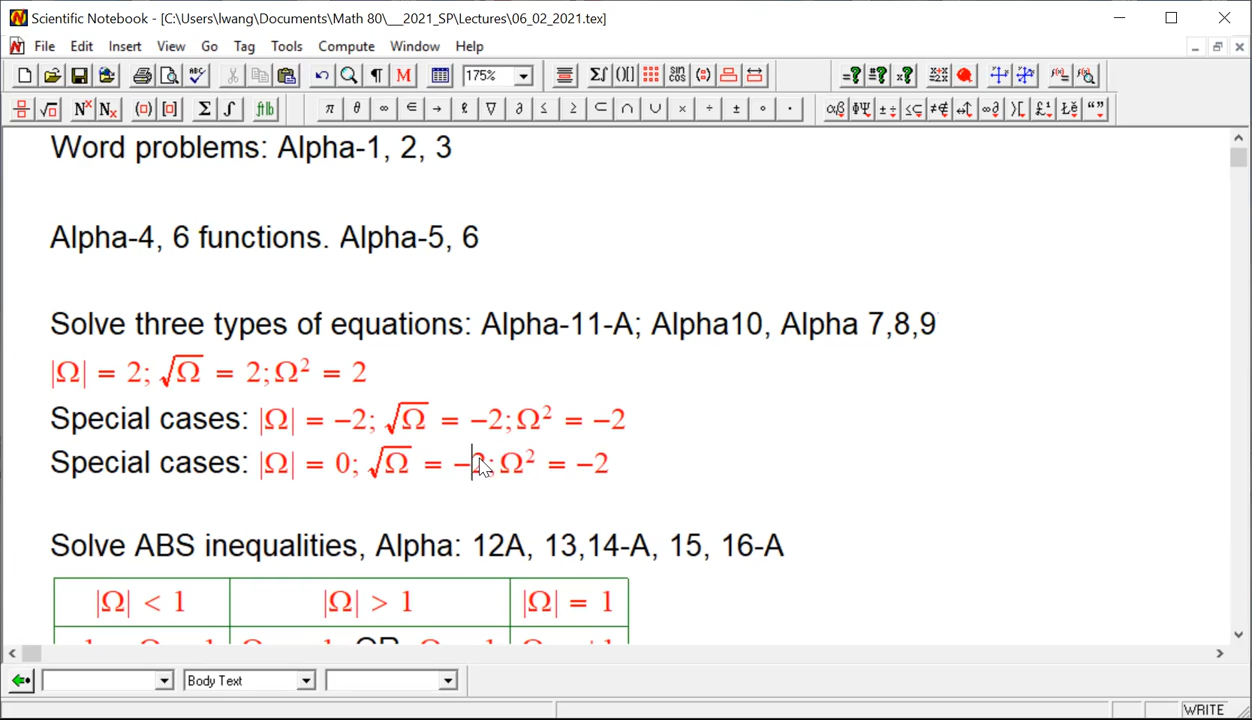 Scientific Notebook - [C:\Users\lwang\Documents\Math 80\__2021_SP\Lectures\06_02_2021.tex]
File Edit Insert View Go Tag Tools Compute Window Help
175%
Word problems: Alpha-1, 2, 3
Alpha-4, 6 functions. Alpha-5, 6
Solve three types of equations: Alpha-11-A; Alpha10, Alpha 7,8,9
|Ω| = 2; √Ω = 2; Ω² = 2
Special cases: |Ω| = −2; √Ω = −2; Ω² = −2
Special cases: |Ω| = 0; √Ω = −2; Ω² = −2
Solve ABS inequalities, Alpha: 12A, 13,14-A, 15, 16-A
|Ω| < 1 |Ω| > 1 |Ω| = 1
Body Text
WRITE